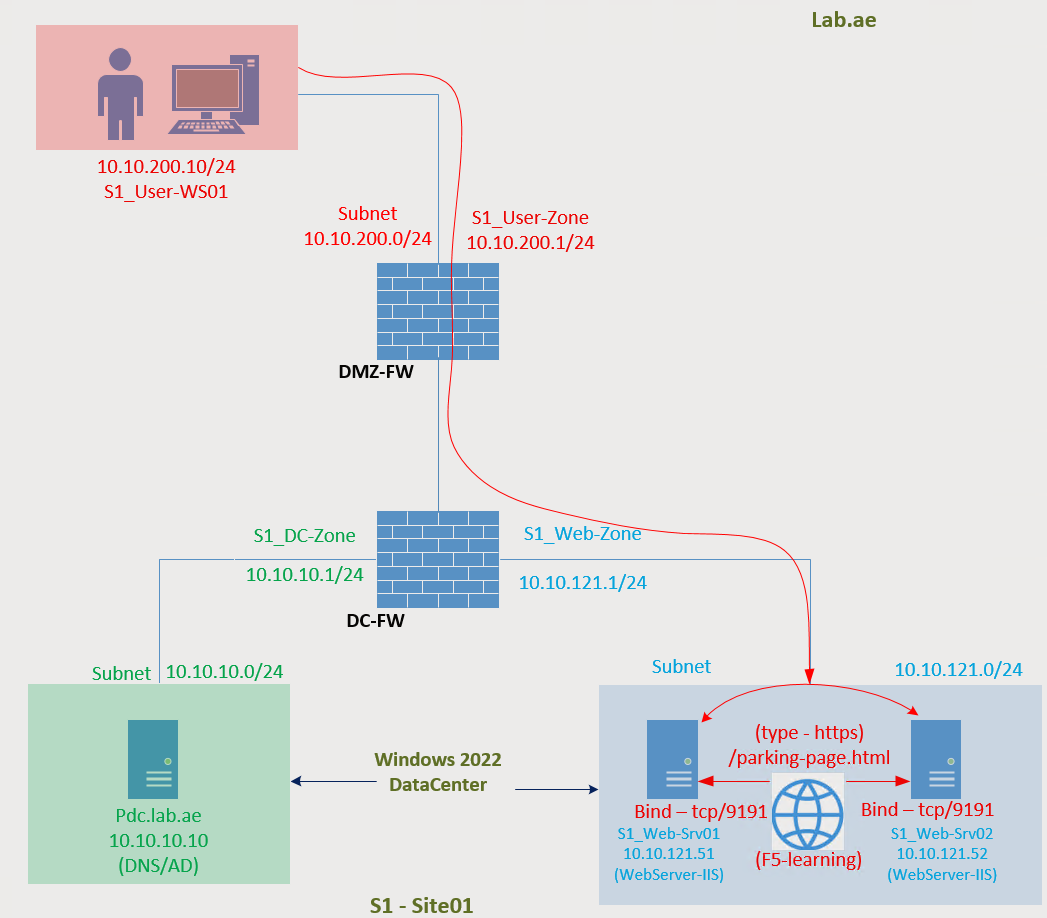 Lab.ae
10.10.200.10/24
S1_User-WS01
Subnet
10.10.200.0/24
S1_User-Zone
10.10.200.1/24
DMZ-FW
S1_DC-Zone
10.10.10.1/24
S1_Web-Zone
10.10.121.1/24
DC-FW
Subnet
10.10.10.0/24
Subnet
10.10.121.0/24
Pdc.lab.ae
10.10.10.10
(DNS/AD)
Windows 2022
DataCenter
(type - https)
/parking-page.html
Bind – tcp/9191
S1_Web-Srv01
10.10.121.51
(WebServer-IIS)
(F5-learning)
Bind – tcp/9191
S1_Web-Srv02
10.10.121.52
(WebServer-IIS)
S1 - Site01